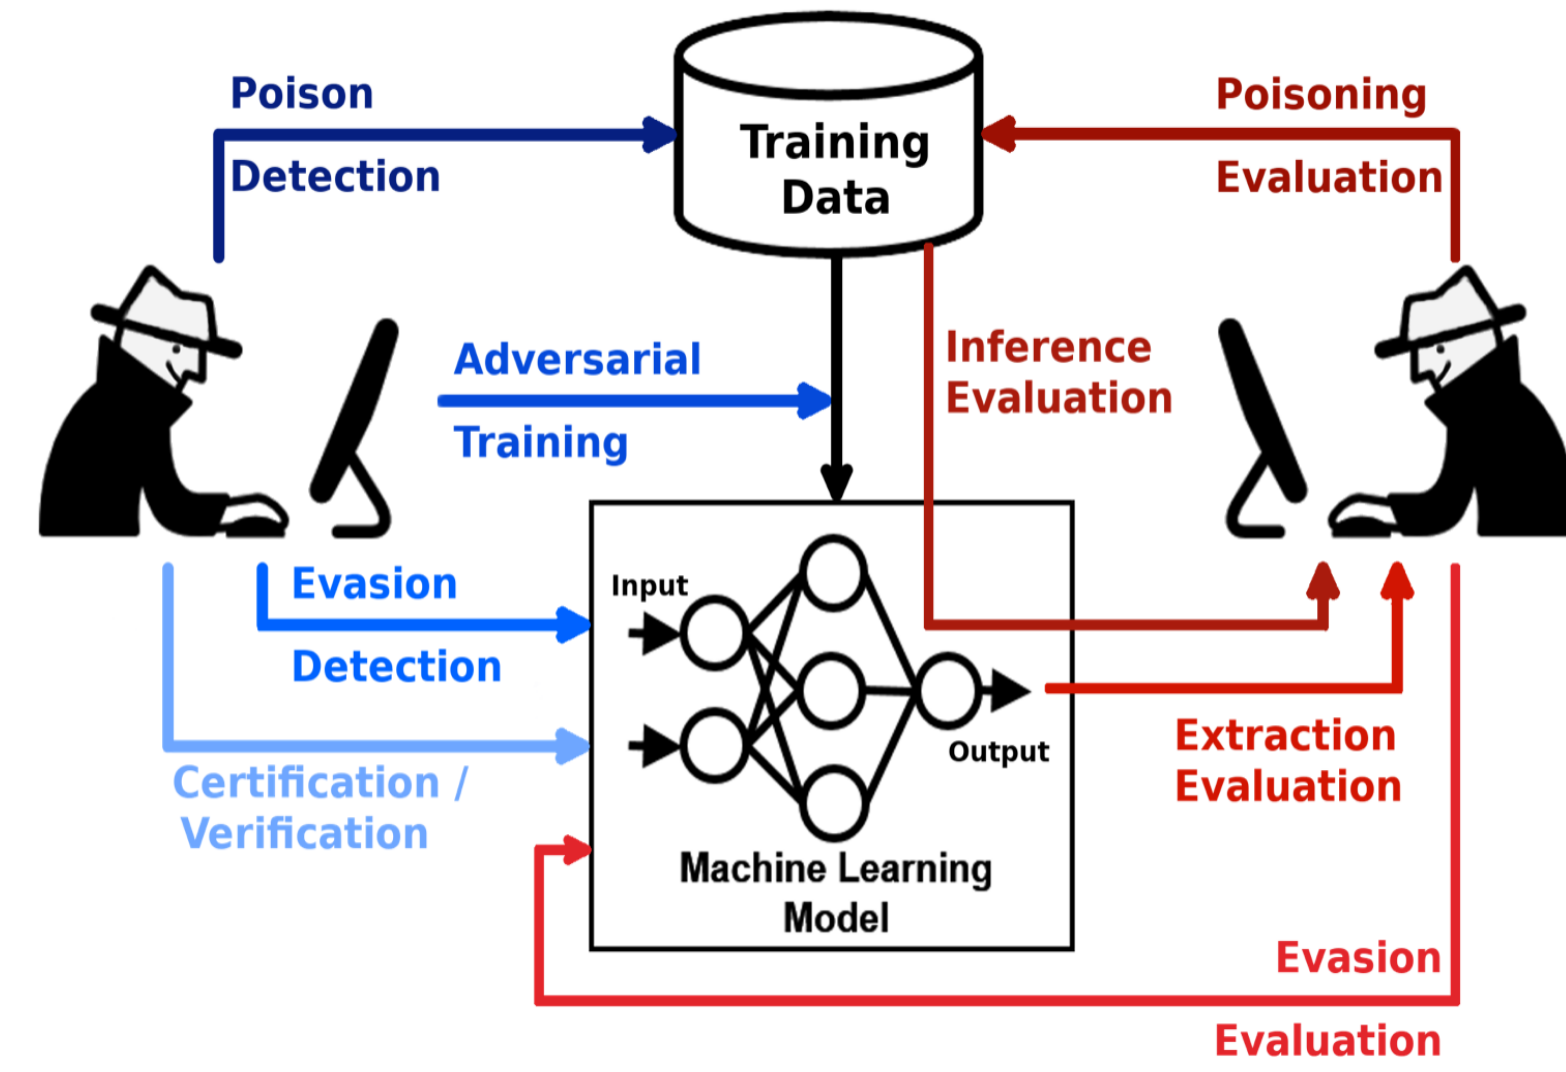 Poison
Detection
Training
Data
Poisoning
Evaluation
Adversarial
Training
Inference
Evaluation
Evasion
Detection
Certification /
Verification
Input
Output
Machine Learning
Model
Extraction
Evaluation
Evasion
Evaluation